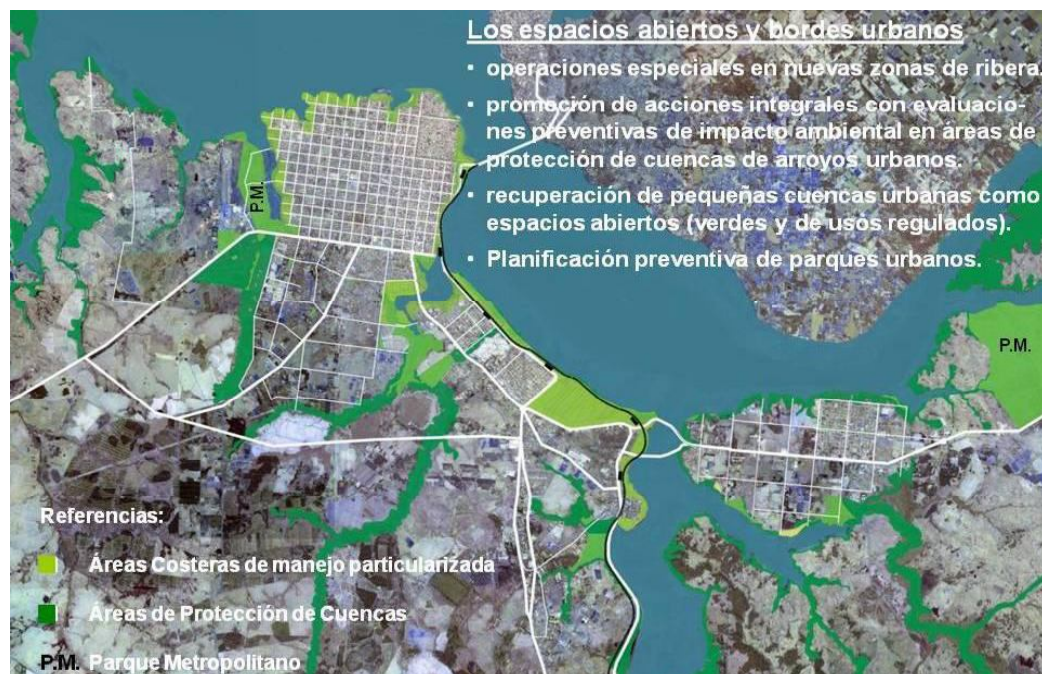 Los espacios abiertos y bordes urbanos
• operaciones especiales en nuevas zonas de ribera.
• promoción de acciones integrales con evaluacio-
nes preventivas de impacto ambiental en áreas de
protección de cuencas de arroyos urbanos.
• recuperación de pequeñas cuencas urbanas como
espacios abiertos (verdes y de usos regulados).
• Planificación preventiva de parques urbanos.
P.M.
P.M.
Referencias:
Áreas Costeras de manejo particularizada
Áreas de Protección de Cuencas
P.M. Parque Metropolitano